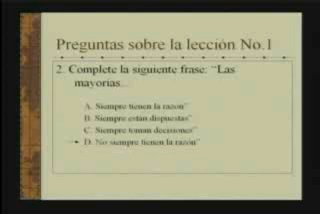 Preguntas sobre la lección No.1
2. Complete la siguiente frase: “Las
mayorías...
A. Siempre tienen la razón”
B. Siempre están dispuestas”
C. Siempre toman decisiones”
D. No siempre tienen la razón”